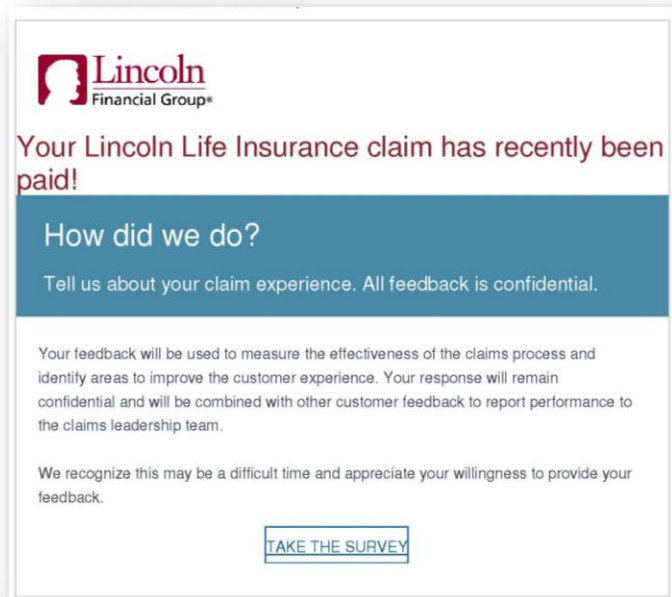 Lincoln
Financial Group®
Your Lincoln Life Insurance claim has recently been
paid!
How did we do?
Tell us about your claim experience. All feedback is confidential.
Your feedback will be used to measure the effectiveness of the claims process and
identify areas to improve the customer experience. Your response will remain
confidential and will be combined with other customer feedback to report performance to
the claims leadership team.
We recognize this may be a difficult time and appreciate your willingness to provide your
feedback.
TAKE THE SURVEY